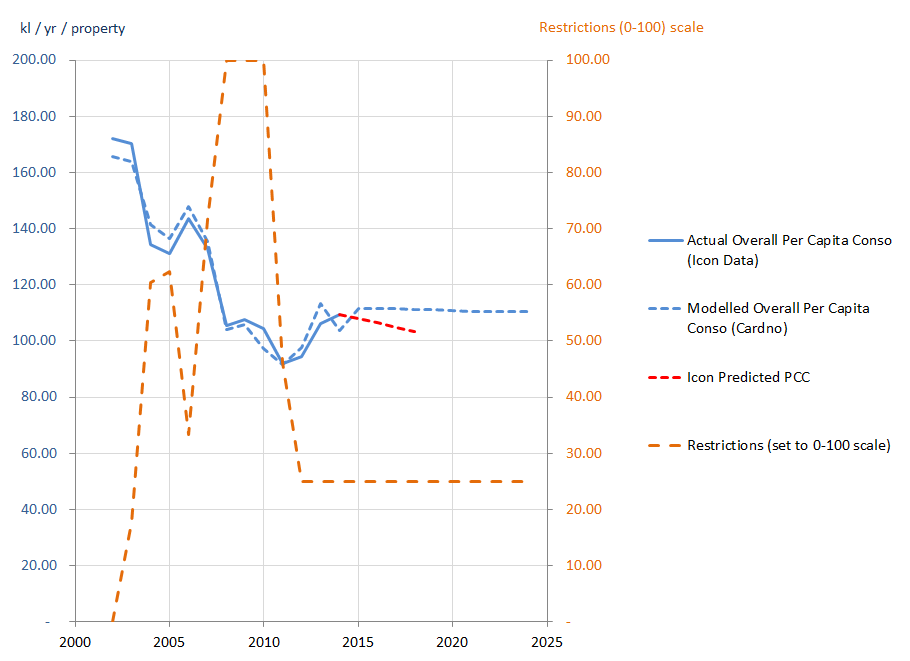 kl / yr / property
Restrictions (0-100) scale
200.00
180.00
160.00
140.00
120.00
100.00
80.00
60.00
40.00
20.00
-
100.00
90.00
80.00
70.00
60.00
50.00
40.00
30.00
20.00
10.00
-
2000 2005 2010 2015 2020 2025
Actual Overall Per Capita Conso
(Icon Data)
Modelled Overall Per Capita
Conso (Cardno)
Icon Predicted PCC
Restrictions (set to 0-100 scale)